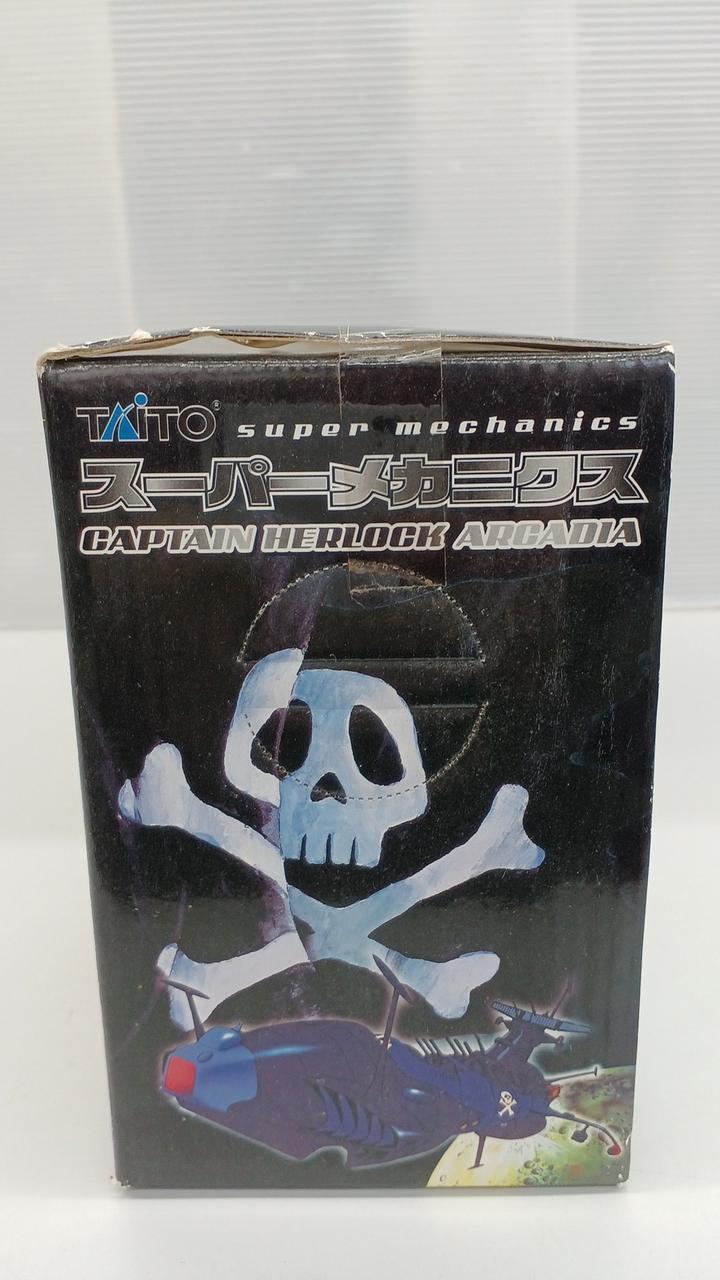 TAITO® super mechanics
スーパーメカニクス
CAPTAIN HERLOCK ARCADIA